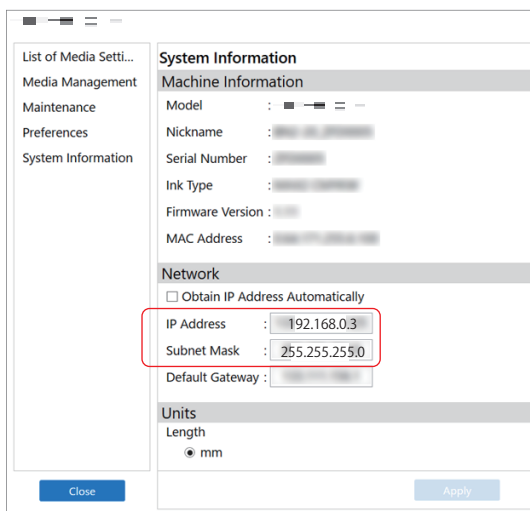 List of Media Setti...
Media Management
Maintenance
Preferences
System Information
System Information
Machine Information
Model :
Nickname :
Serial Number :
Ink Type :
Firmware Version :
MAC Address :
Network
Obtain IP Address Automatically
IP Address : 192.168.0.3
Subnet Mask : 255.255.255.0
Default Gateway :
Units
Length
mm
Close
Apply